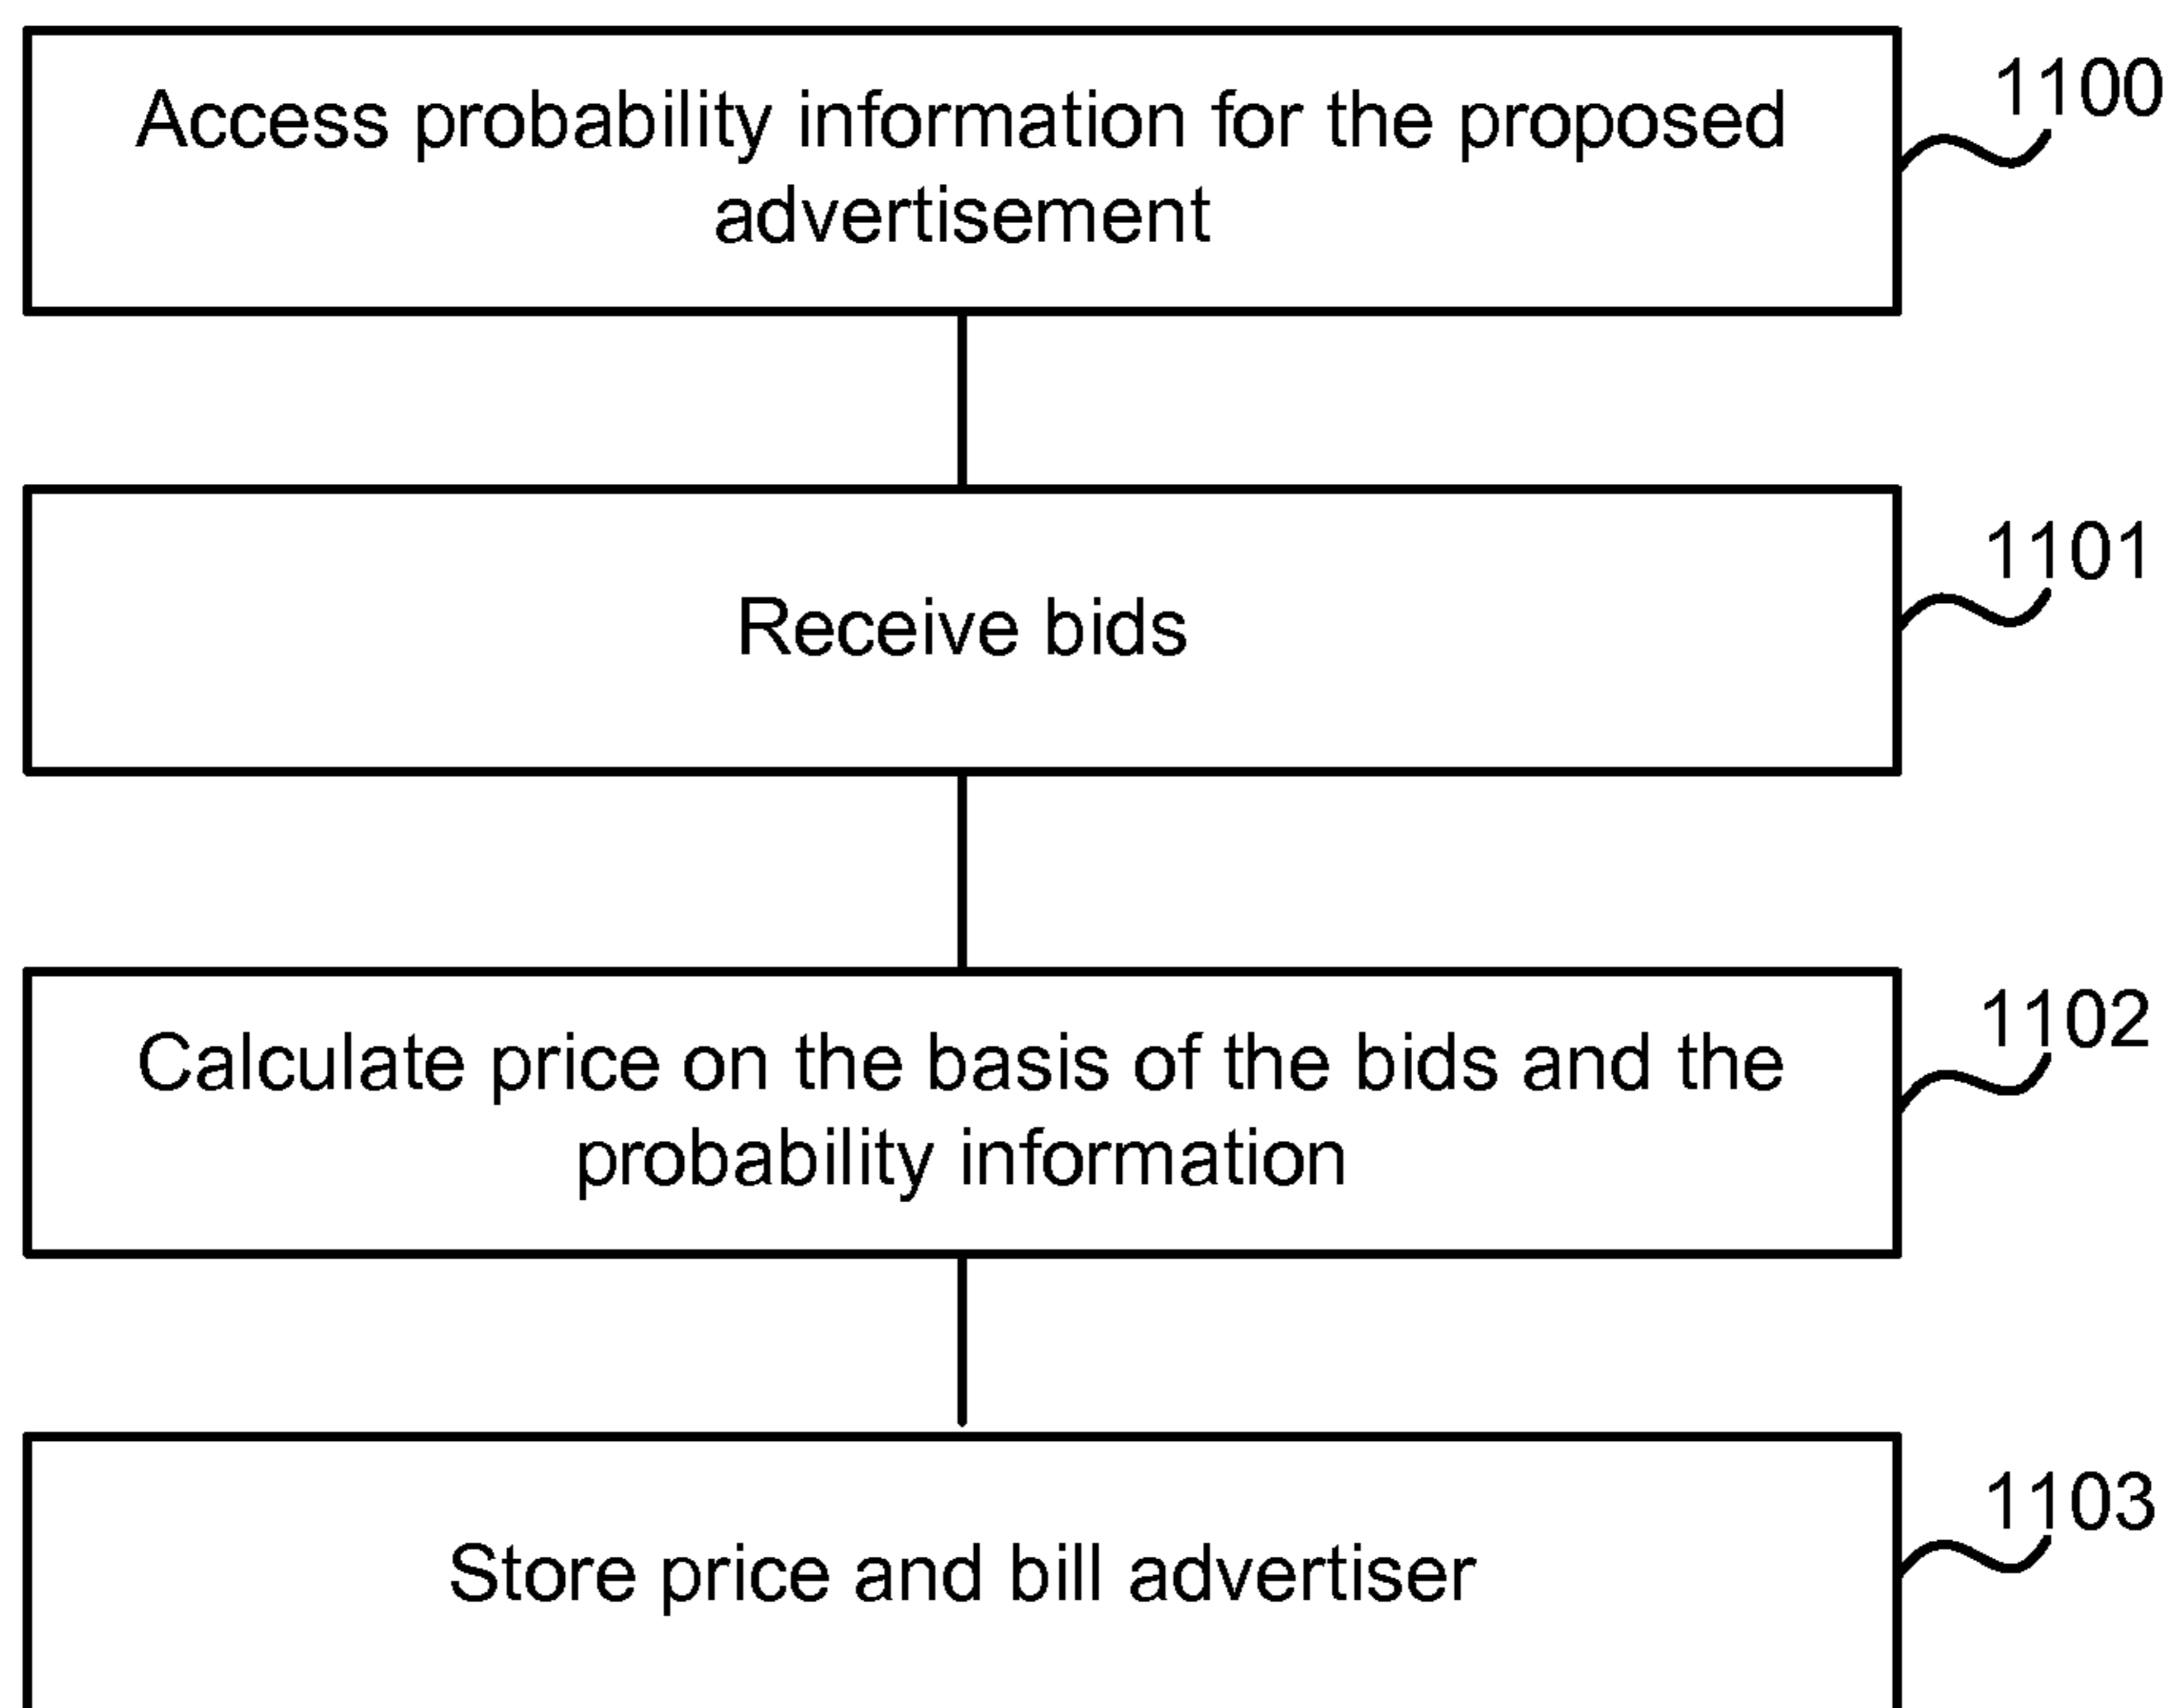 Access probability information for the proposed
advertisement
1100
Receive bids
1101
Calculate price on the basis of the bids and the
probability information
1102
Store price and bill advertiser
1103